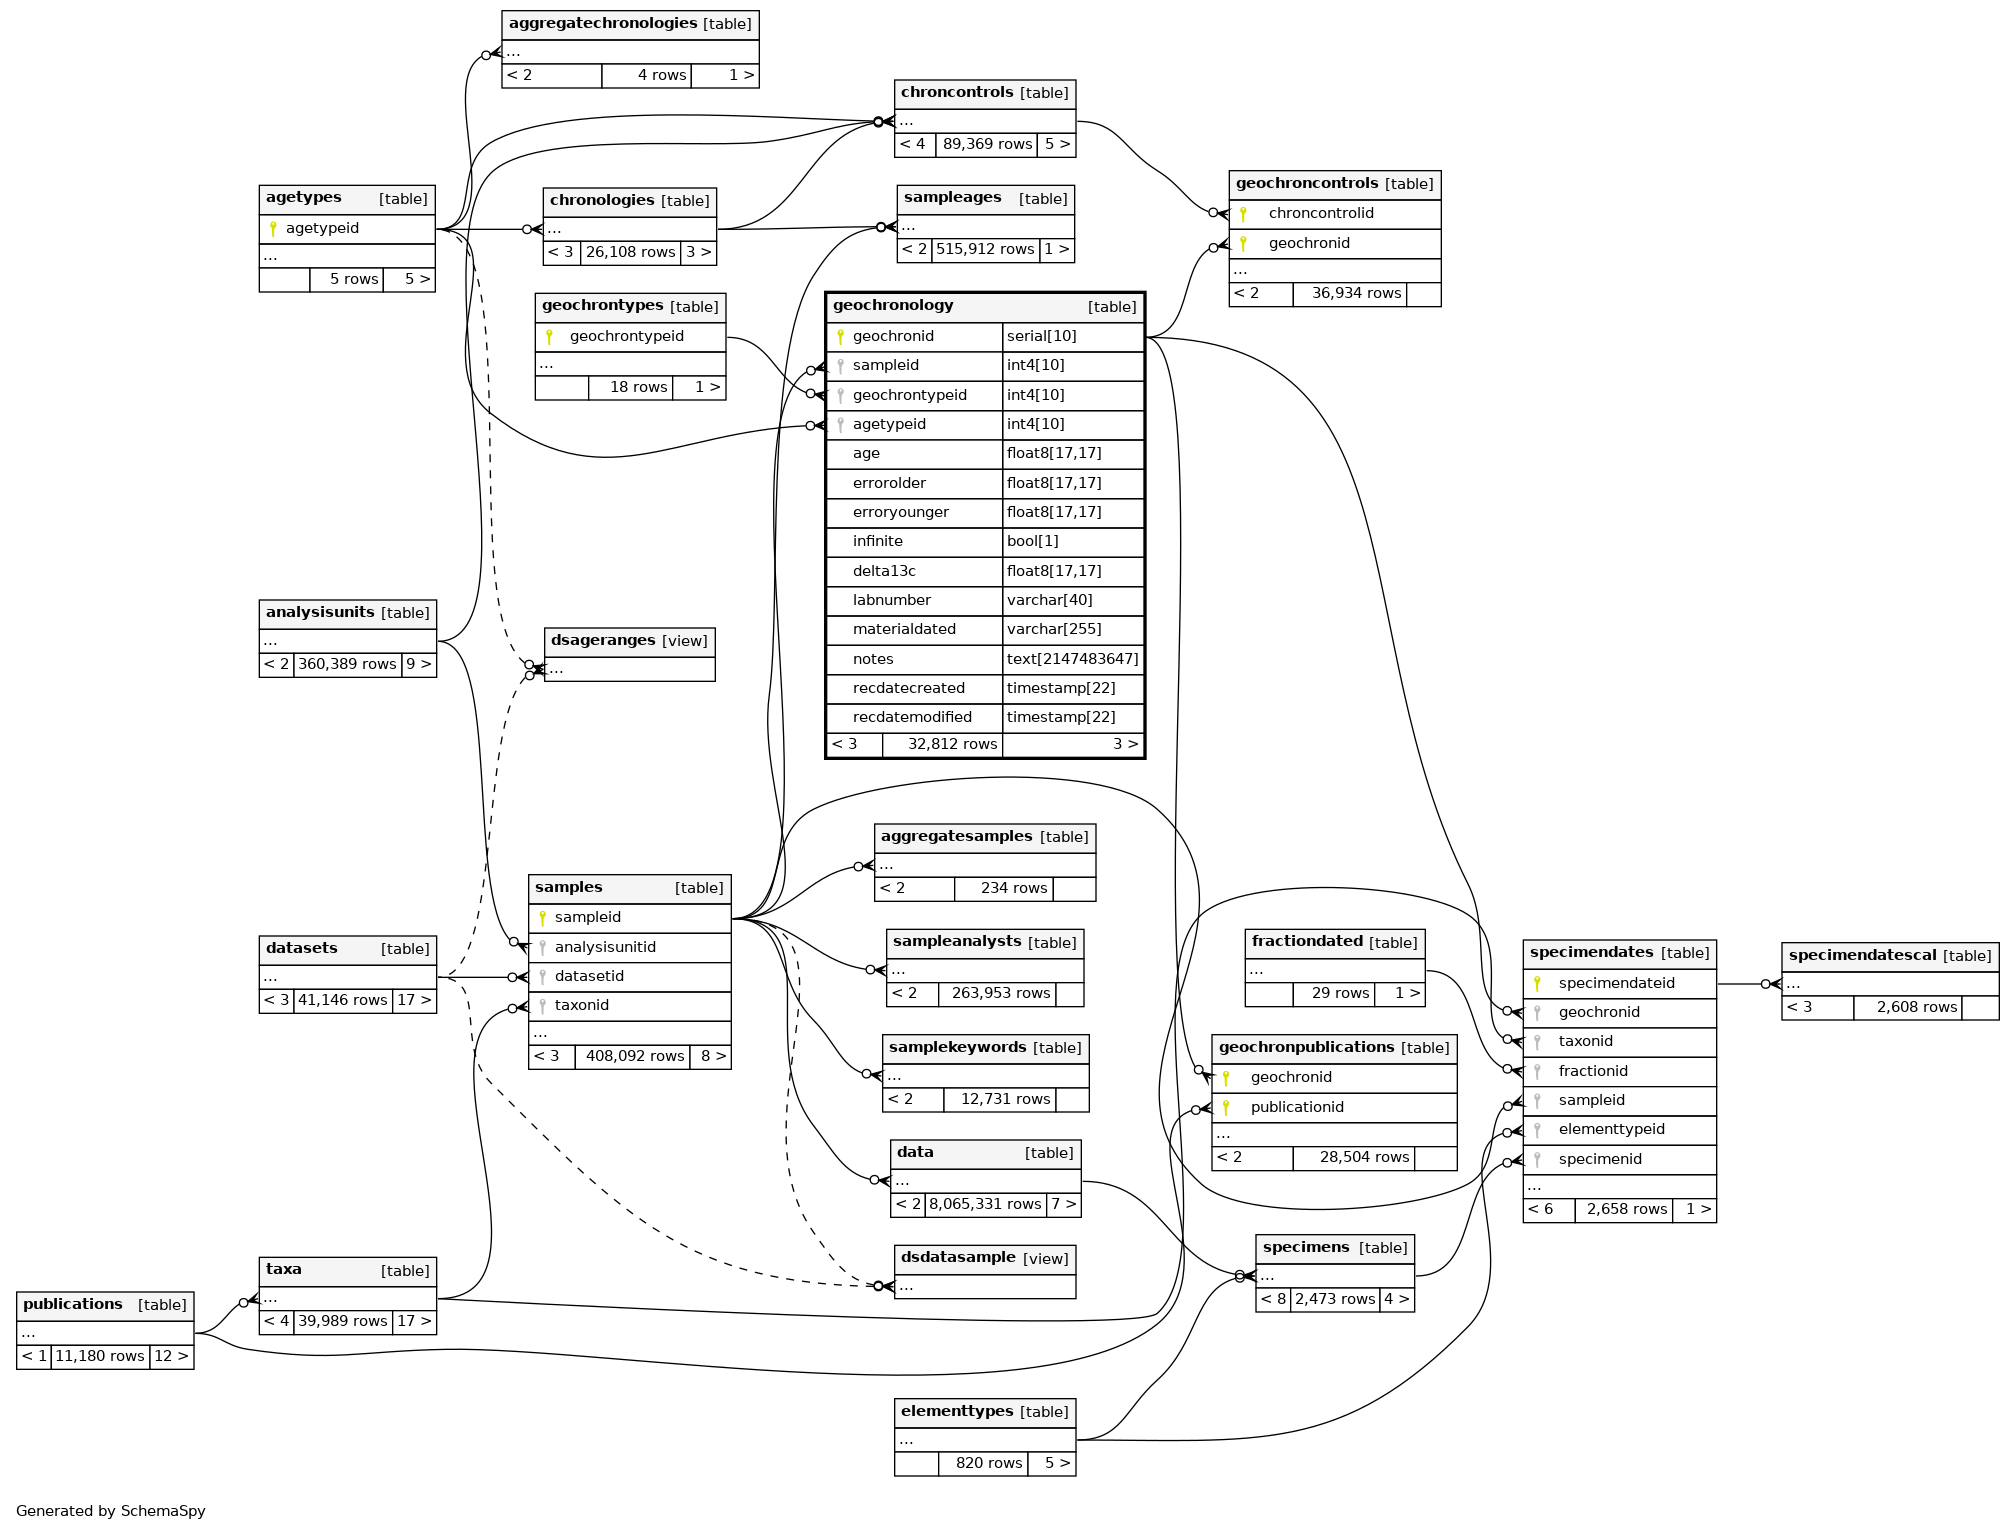 aggregatechronologies [table]
...
< 2 4 rows 1 >
chroncontrols [table]
...
< 4 89,369 rows 5 >
geochroncontrols [table]
chroncontrolid
geochronid
...
< 2 36,934 rows
agetypes [table]
agetypeid
...
5 rows 5 >
chronologies [table]
...
< 3 26,108 rows 3 >
sampleages [table]
...
< 2 515,912 rows 1 >
geochrontypes [table]
geochrontypeid
...
18 rows 1 >
geochronology [table]
geochronid serial[10]
sampleid int4[10]
geochrontypeid int4[10]
agetypeid int4[10]
age float8[17,17]
errorolder float8[17,17]
erroryounger float8[17,17]
infinite bool[1]
delta13c float8[17,17]
labnumber varchar[40]
materialdated varchar[255]
notes text[2147483647]
recdatecreated timestamp[22]
recdatemodified timestamp[22]
< 3 32,812 rows 3 >
analysisunits [table]
...
< 2 360,389 rows 9 >
dsageranges [view]
...
aggregatesamples [table]
...
< 2 234 rows
samples [table]
sampleid
analysisunitid
datasetid
taxonid
...
< 3 408,092 rows 8 >
datasets [table]
...
< 3 41,146 rows 17 >
sampleanalysts [table]
...
< 2 263,953 rows
fractiondated [table]
...
29 rows 1 >
specimendates [table]
specimendateid
geochronid
taxonid
fractionid
sampleid
elementtypeid
specimenid
...
< 6 2,658 rows 1 >
specimendatescal [table]
...
< 3 2,608 rows
samplekeywords [table]
...
< 2 12,731 rows
geochronpublications [table]
geochronid
publicationid
...
< 2 28,504 rows
data [table]
...
< 2 8,065,331 rows 7 >
specimens [table]
...
< 8 2,473 rows 4 >
dsdatasample [view]
...
taxa [table]
...
< 4 39,989 rows 17 >
publications [table]
...
< 1 11,180 rows 12 >
elementtypes [table]
...
820 rows 5 >
Generated by SchemaSpy